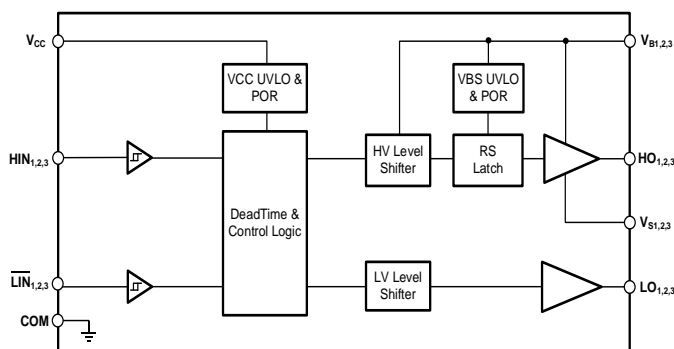 VCC
VB1,2,3
VCC UVLO &
POR
VBS UVLO
& POR
HIN1,2,3
HV Level
Shifter
RS
Latch
HO1,2,3
DeadTime &
Control Logic
VS1,2,3
LIN1,2,3
LV Level
Shifter
LO1,2,3
COM